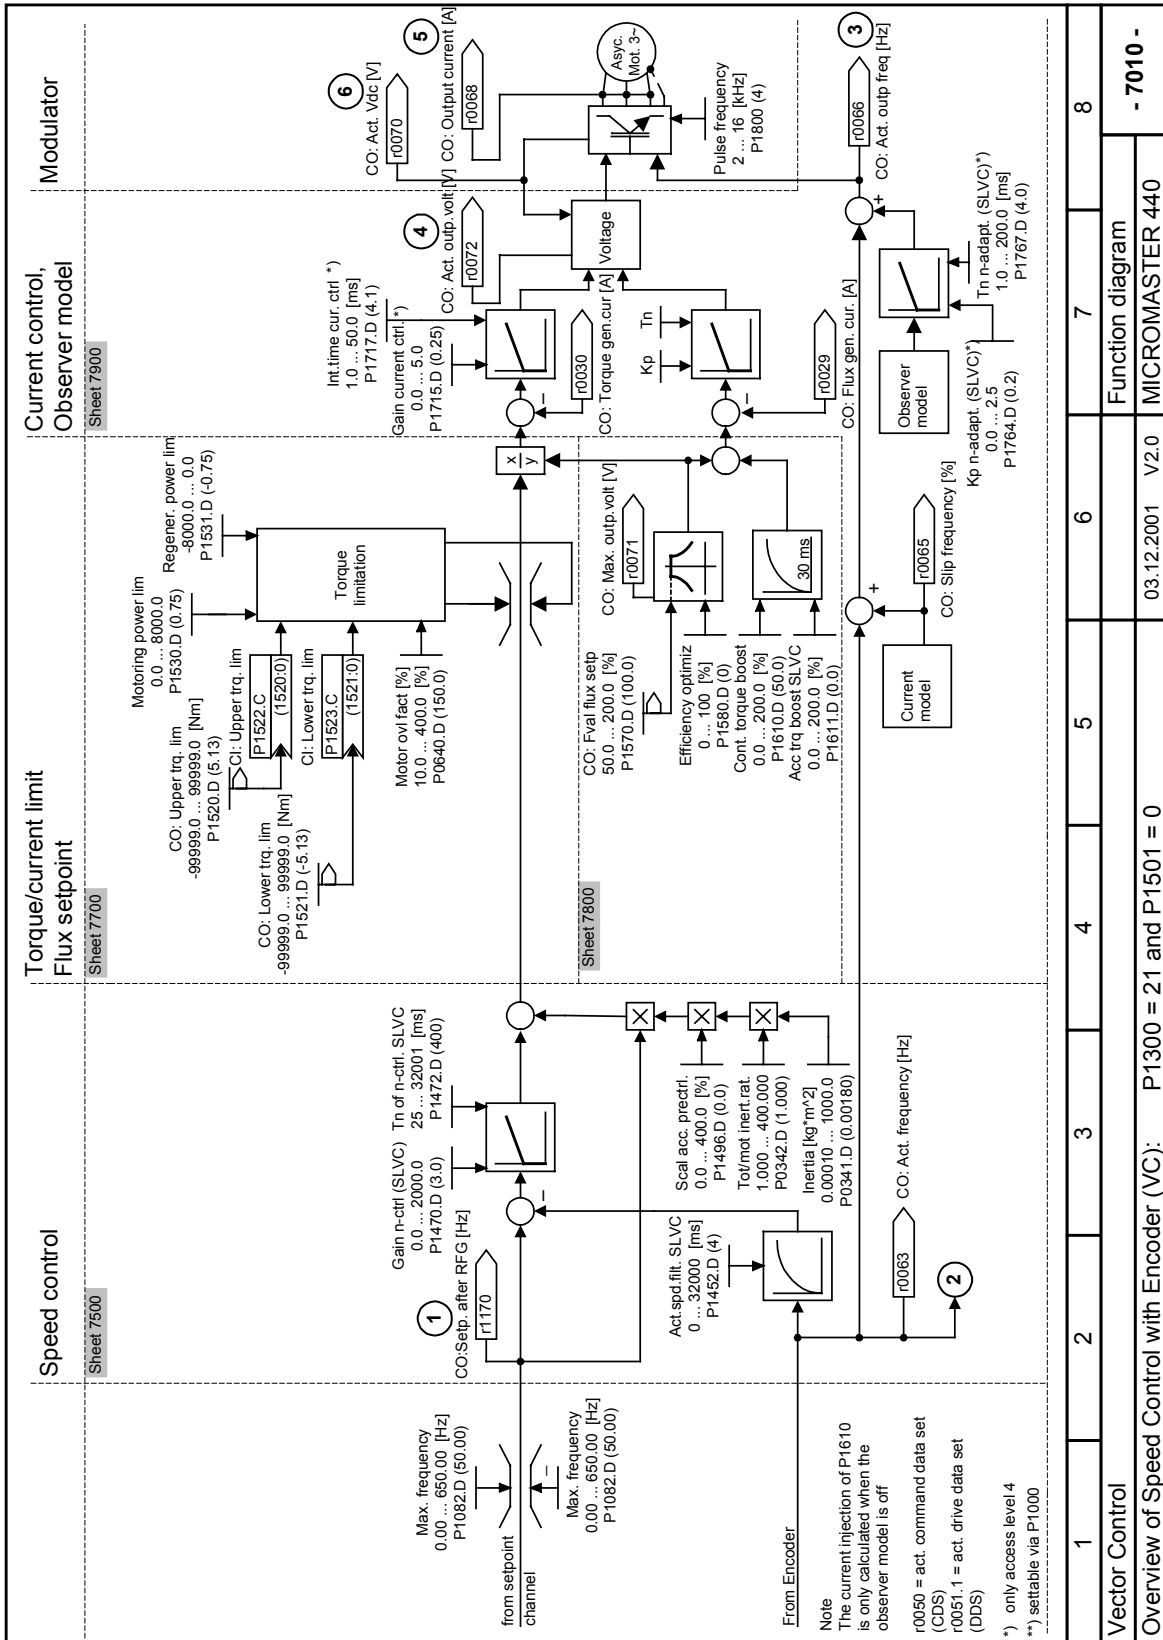 Speed control
Torque/current limit
Flux setpoint
Current control,
Observer model
Modulator
Sheet 7500
Sheet 7700
Sheet 7900
Sheet 7800
Max. frequency
0.00 ... 650.00 [Hz]
P1082.D (50.00)
from setpoint
channel
Max. frequency
0.00 ... 650.00 [Hz]
P1082.D (50.00)
–
1
CO:Setp. after RFG [Hz]
r1170
Gain n-ctrl (SLVC)
0.0 ... 2000.0
P1470.D (3.0)
Tn of n-ctrl. SLVC
25 ... 32001 [ms]
P1472.D (400)
–
Act.spd.filt. SLVC
0 ... 32000 [ms]
P1452.D (4)
From Encoder
r0063
CO: Act. frequency [Hz]
2
Scal acc. prectrl.
0.0 ... 400.0 [%]
P1496.D (0.0)
Tot/mot inert.rat.
1.000 ... 400.000
P0342.D (1.000)
Inertia [kg*m^2]
0.00010 ... 1000.0
P0341.D (0.00180)
CO: Upper trq. lim
-99999.0 ... 99999.0 [Nm]
P1520.D (5.13)
CI: Upper trq. lim
P1522.C
(1520:0)
CO: Lower trq. lim
-99999.0 ... 99999.0 [Nm]
P1521.D (-5.13)
CI: Lower trq. lim
P1523.C
(1521:0)
Motoring power lim
0.0 ... 8000.0
P1530.D (0.75)
Regener. power lim
-8000.0 ... 0.0
P1531.D (-0.75)
Torque
limitation
Motor ovl fact [%]
10.0 ... 400.0 [%]
P0640.D (150.0)
x
y
CO: Fval flux setp
50.0 ... 200.0 [%]
P1570.D (100.0)
CO: Max. outp.volt [V]
r0071
Efficiency optimiz
0 ... 100 [%]
P1580.D (0)
Cont. torque boost
0.0 ... 200.0 [%]
P1610.D (50.0)
Acc trq boost SLVC
0.0 ... 200.0 [%]
P1611.D (0.0)
30 ms
Current
model
r0065
CO: Slip frequency [%]
+
Int.time cur. ctrl *)
1.0 ... 50.0 [ms]
P1717.D (4.1)
Gain current ctrl. *)
0.0 ... 5.0
P1715.D (0.25)
–
r0030
CO: Torque gen.cur [A]
Kp
Tn
–
r0029
CO: Flux gen. cur. [A]
Observer
model
Kp n-adapt. (SLVC)*)
0.0 ... 2.5
P1764.D (0.2)
Tn n-adapt. (SLVC)*)
1.0 ... 200.0 [ms]
P1767.D (4.0)
+
4
CO: Act. outp.volt [V]
r0072
Voltage
6
CO: Act. Vdc [V]
r0070
5
CO: Output current [A]
r0068
Asyc.
Mot. 3~
Pulse frequency
2 ... 16 [kHz]
P1800 (4)
3
r0066
CO: Act. outp freq [Hz]
Note
The current injection of P1610
is only calculated when the
observer model is off
r0050 = act. command data set
(CDS)
r0051.1 = act. drive data set
(DDS)
*) only access level 4
**) settable via P1000
1 2 3 4 5 6 7 8
Vector Control
Function diagram
- 7010 -
Overview of Speed Control with Encoder (VC): P1300 = 21 and P1501 = 0
03.12.2001 V2.0
MICROMASTER 440